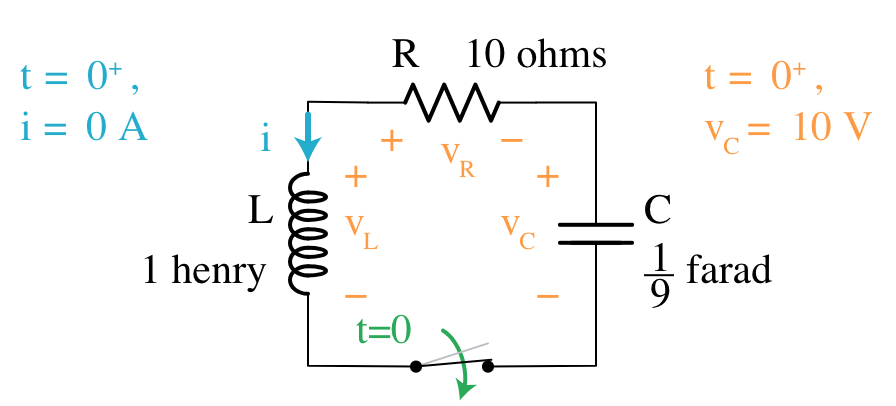 R 10 ohms
t = 0⁺ ,
i = 0 A
t = 0⁺ ,
v_C = 10 V
i
+ v_R −
+ v_L −
+ v_C −
L
1 henry
C
1/9 farad
t=0